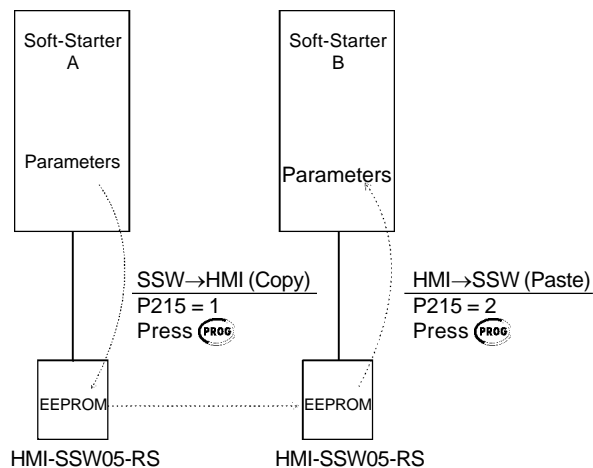 Soft-Starter
A
Parameters
SSW→HMI (Copy)
P215 = 1
Press PROG
EEPROM
HMI-SSW05-RS
Soft-Starter
B
Parameters
HMI→SSW (Paste)
P215 = 2
Press PROG
EEPROM
HMI-SSW05-RS